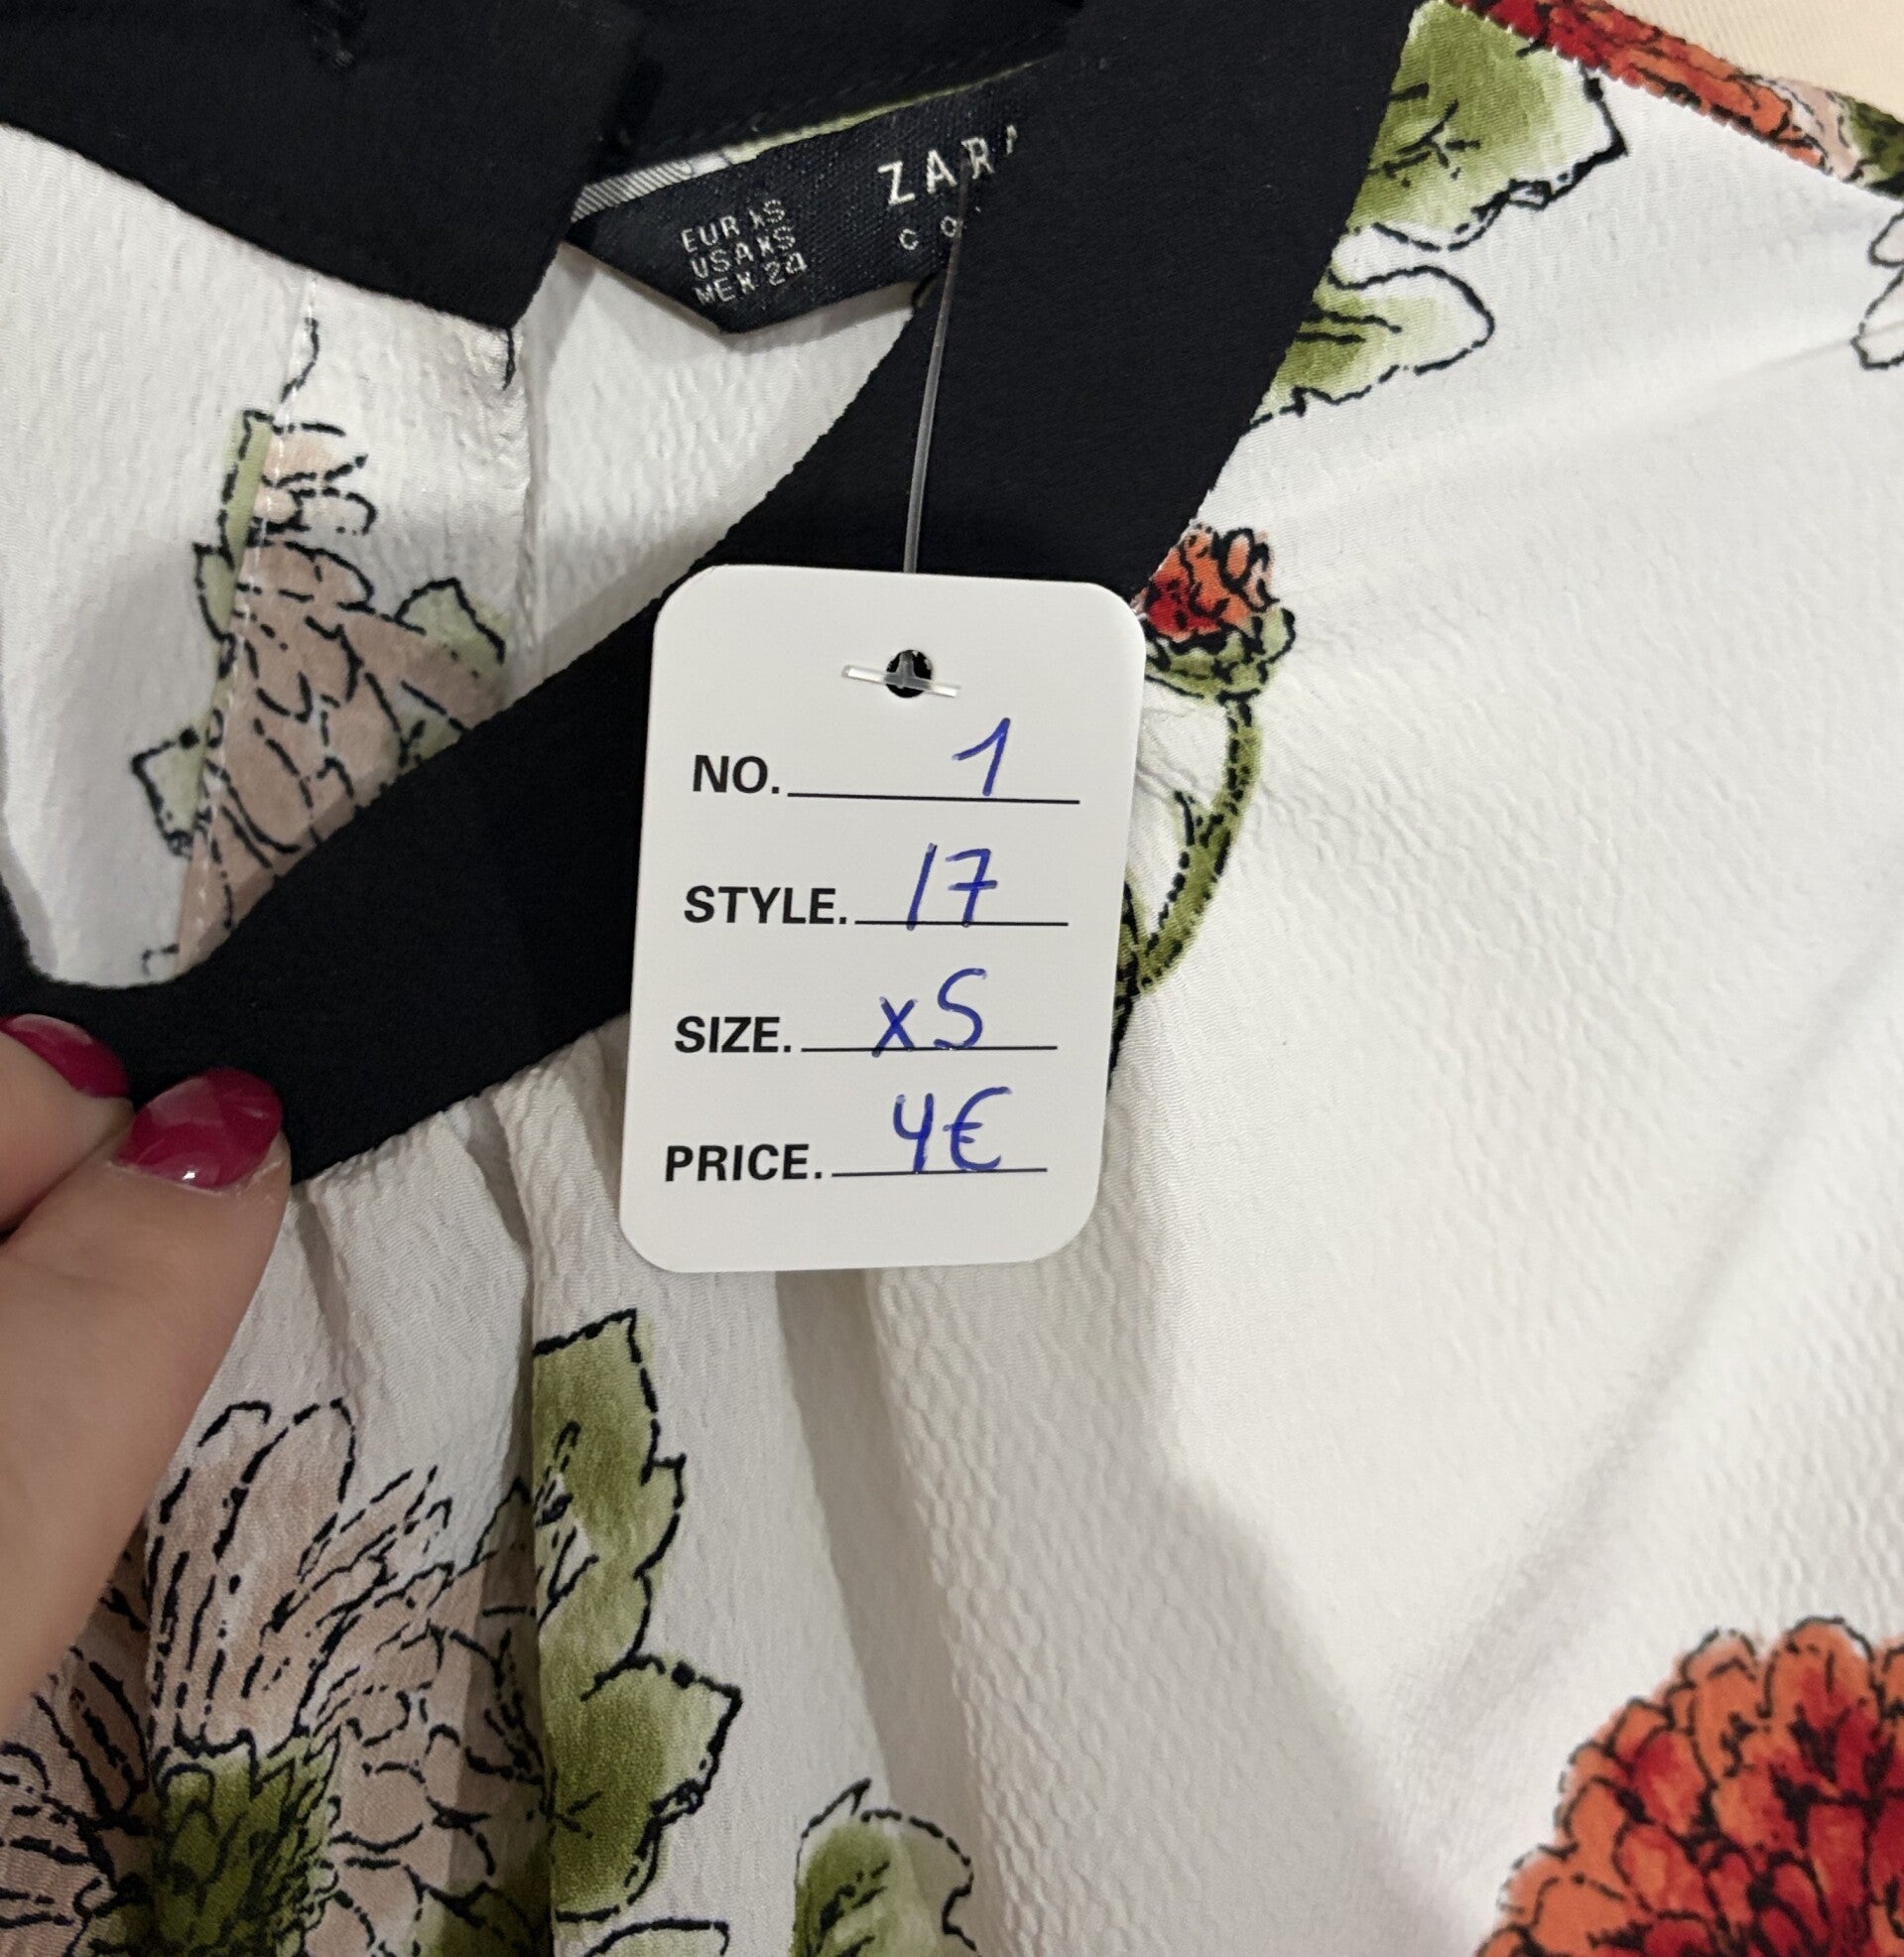 ZAR
EUR XS
USA XS
MEX 24
NO. 1
STYLE. 17
SIZE. XS
PRICE. 4€